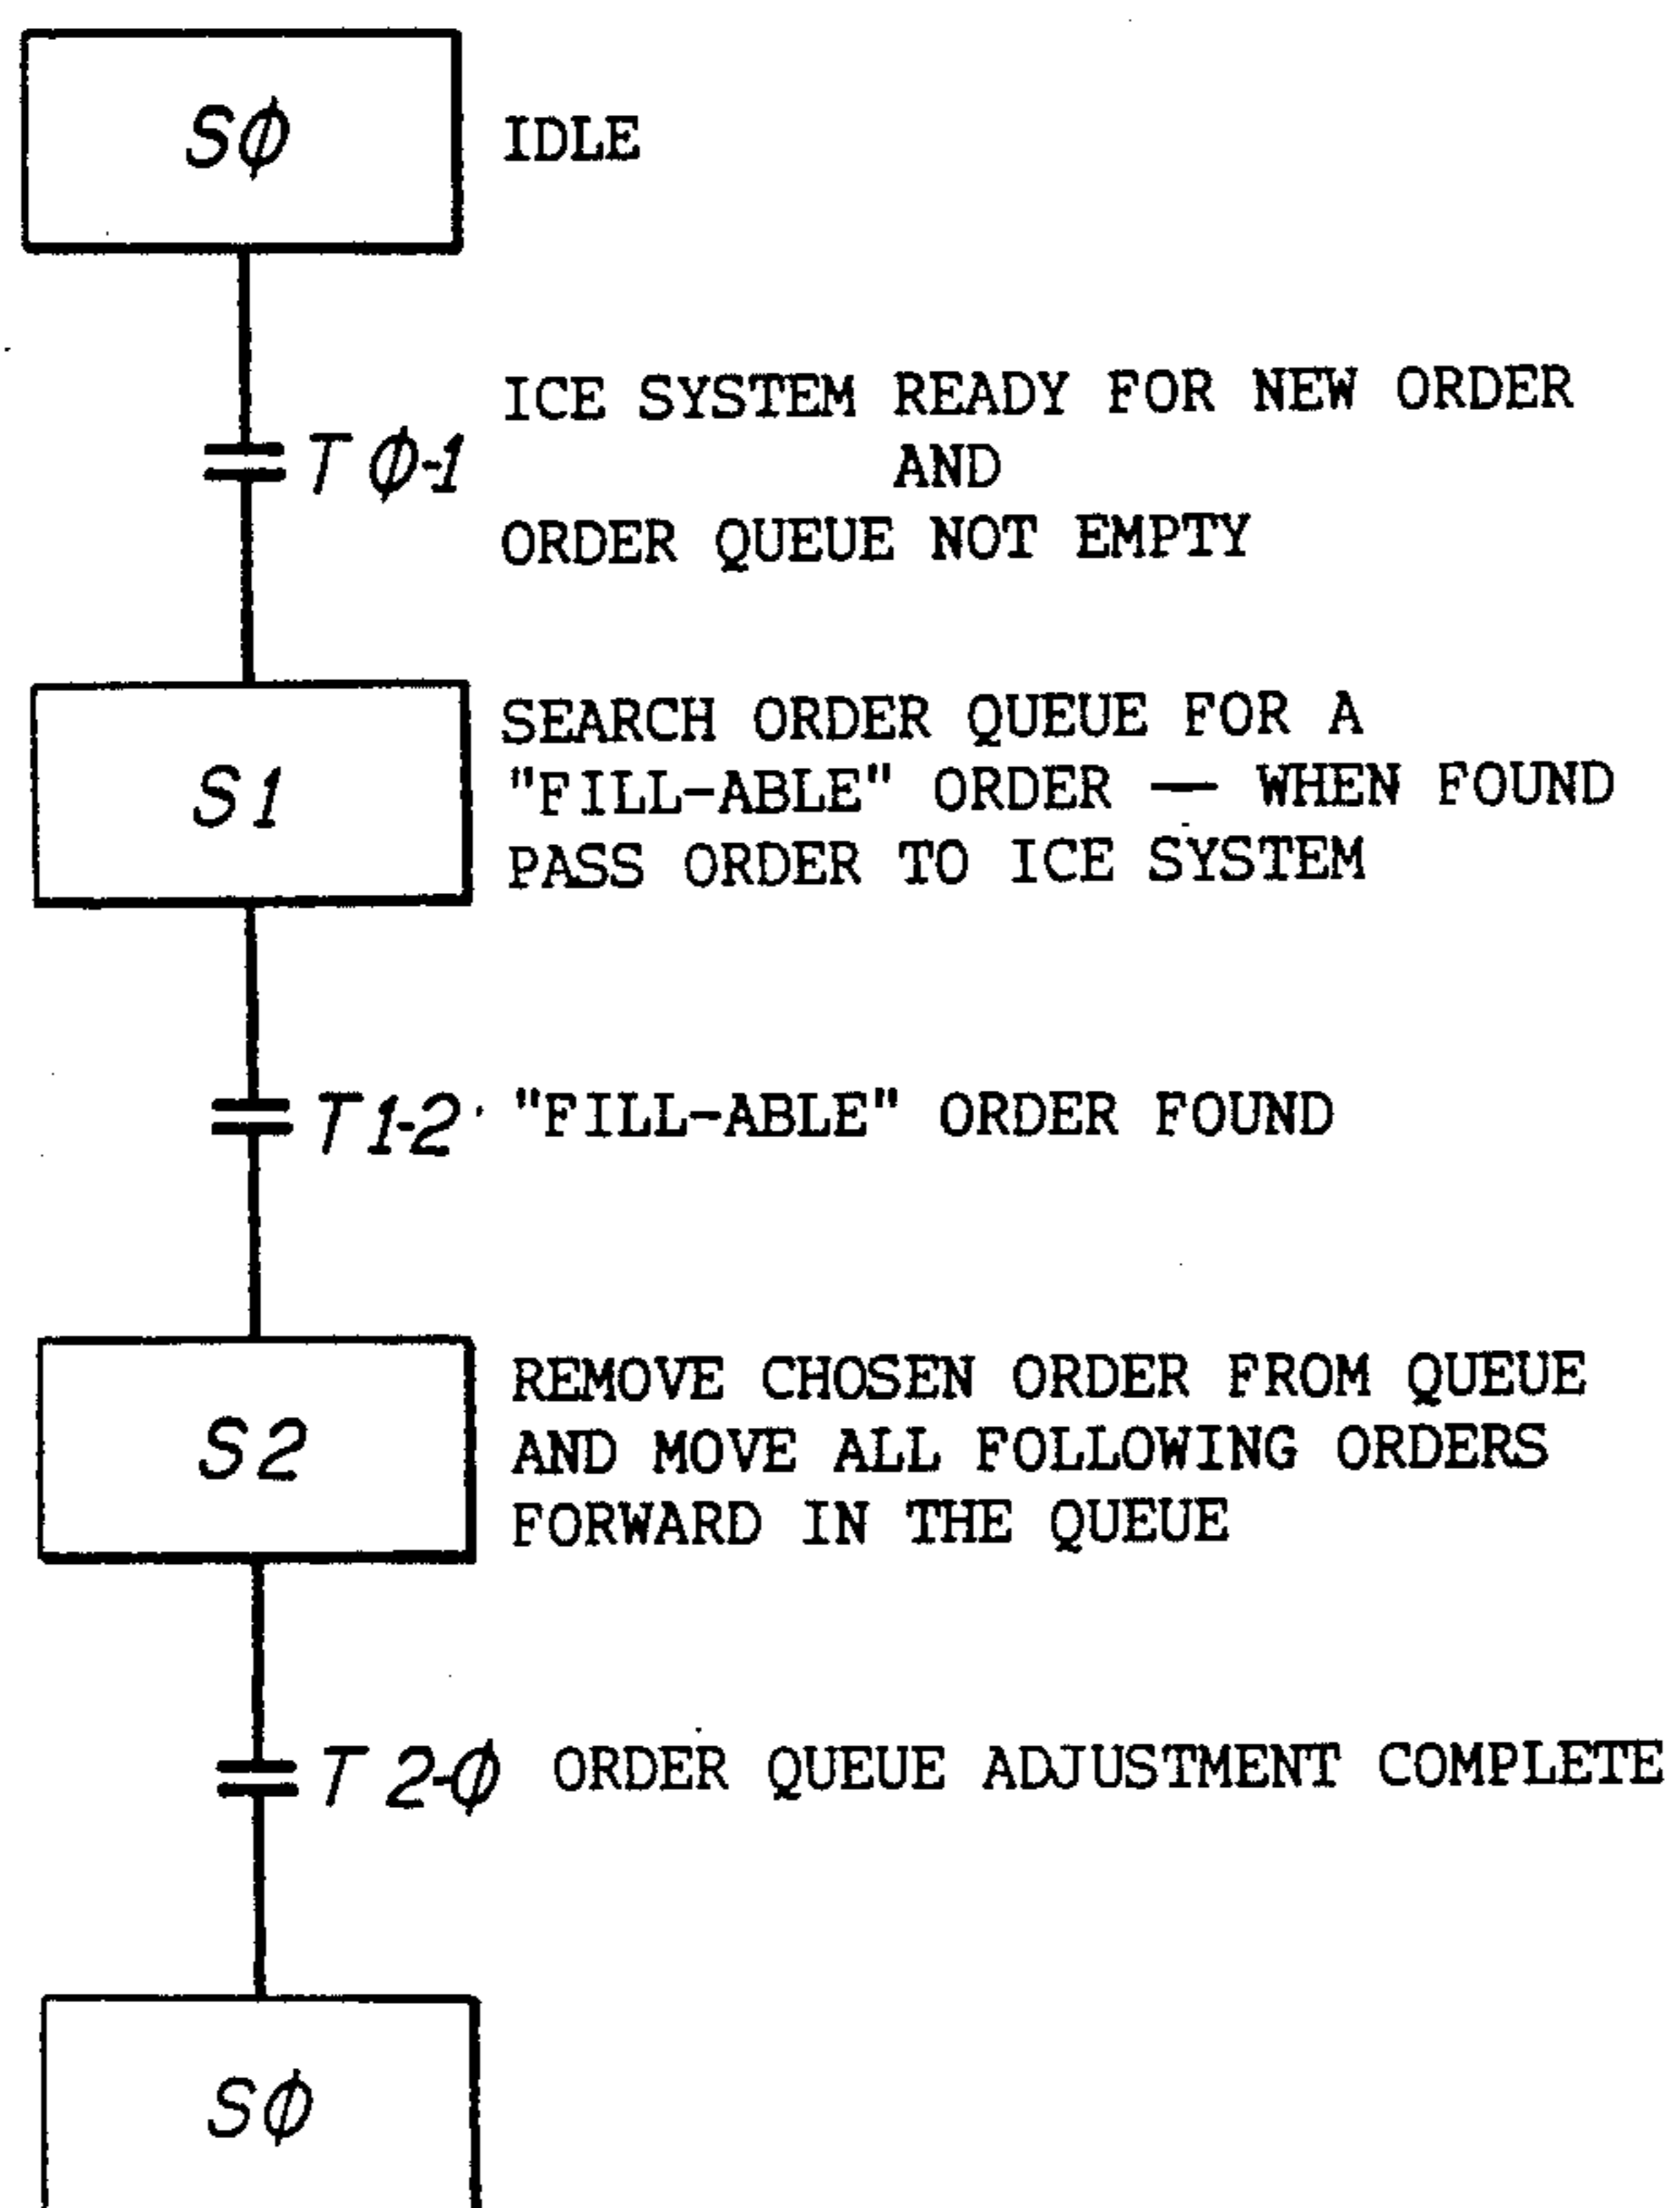 SØ IDLE
ICE SYSTEM READY FOR NEW ORDER
TØ-1 AND
ORDER QUEUE NOT EMPTY
S1
SEARCH ORDER QUEUE FOR A
"FILL-ABLE" ORDER — WHEN FOUND
PASS ORDER TO ICE SYSTEM
T1-2 "FILL-ABLE" ORDER FOUND
S2
REMOVE CHOSEN ORDER FROM QUEUE
AND MOVE ALL FOLLOWING ORDERS
FORWARD IN THE QUEUE
T2-Ø ORDER QUEUE ADJUSTMENT COMPLETE
SØ